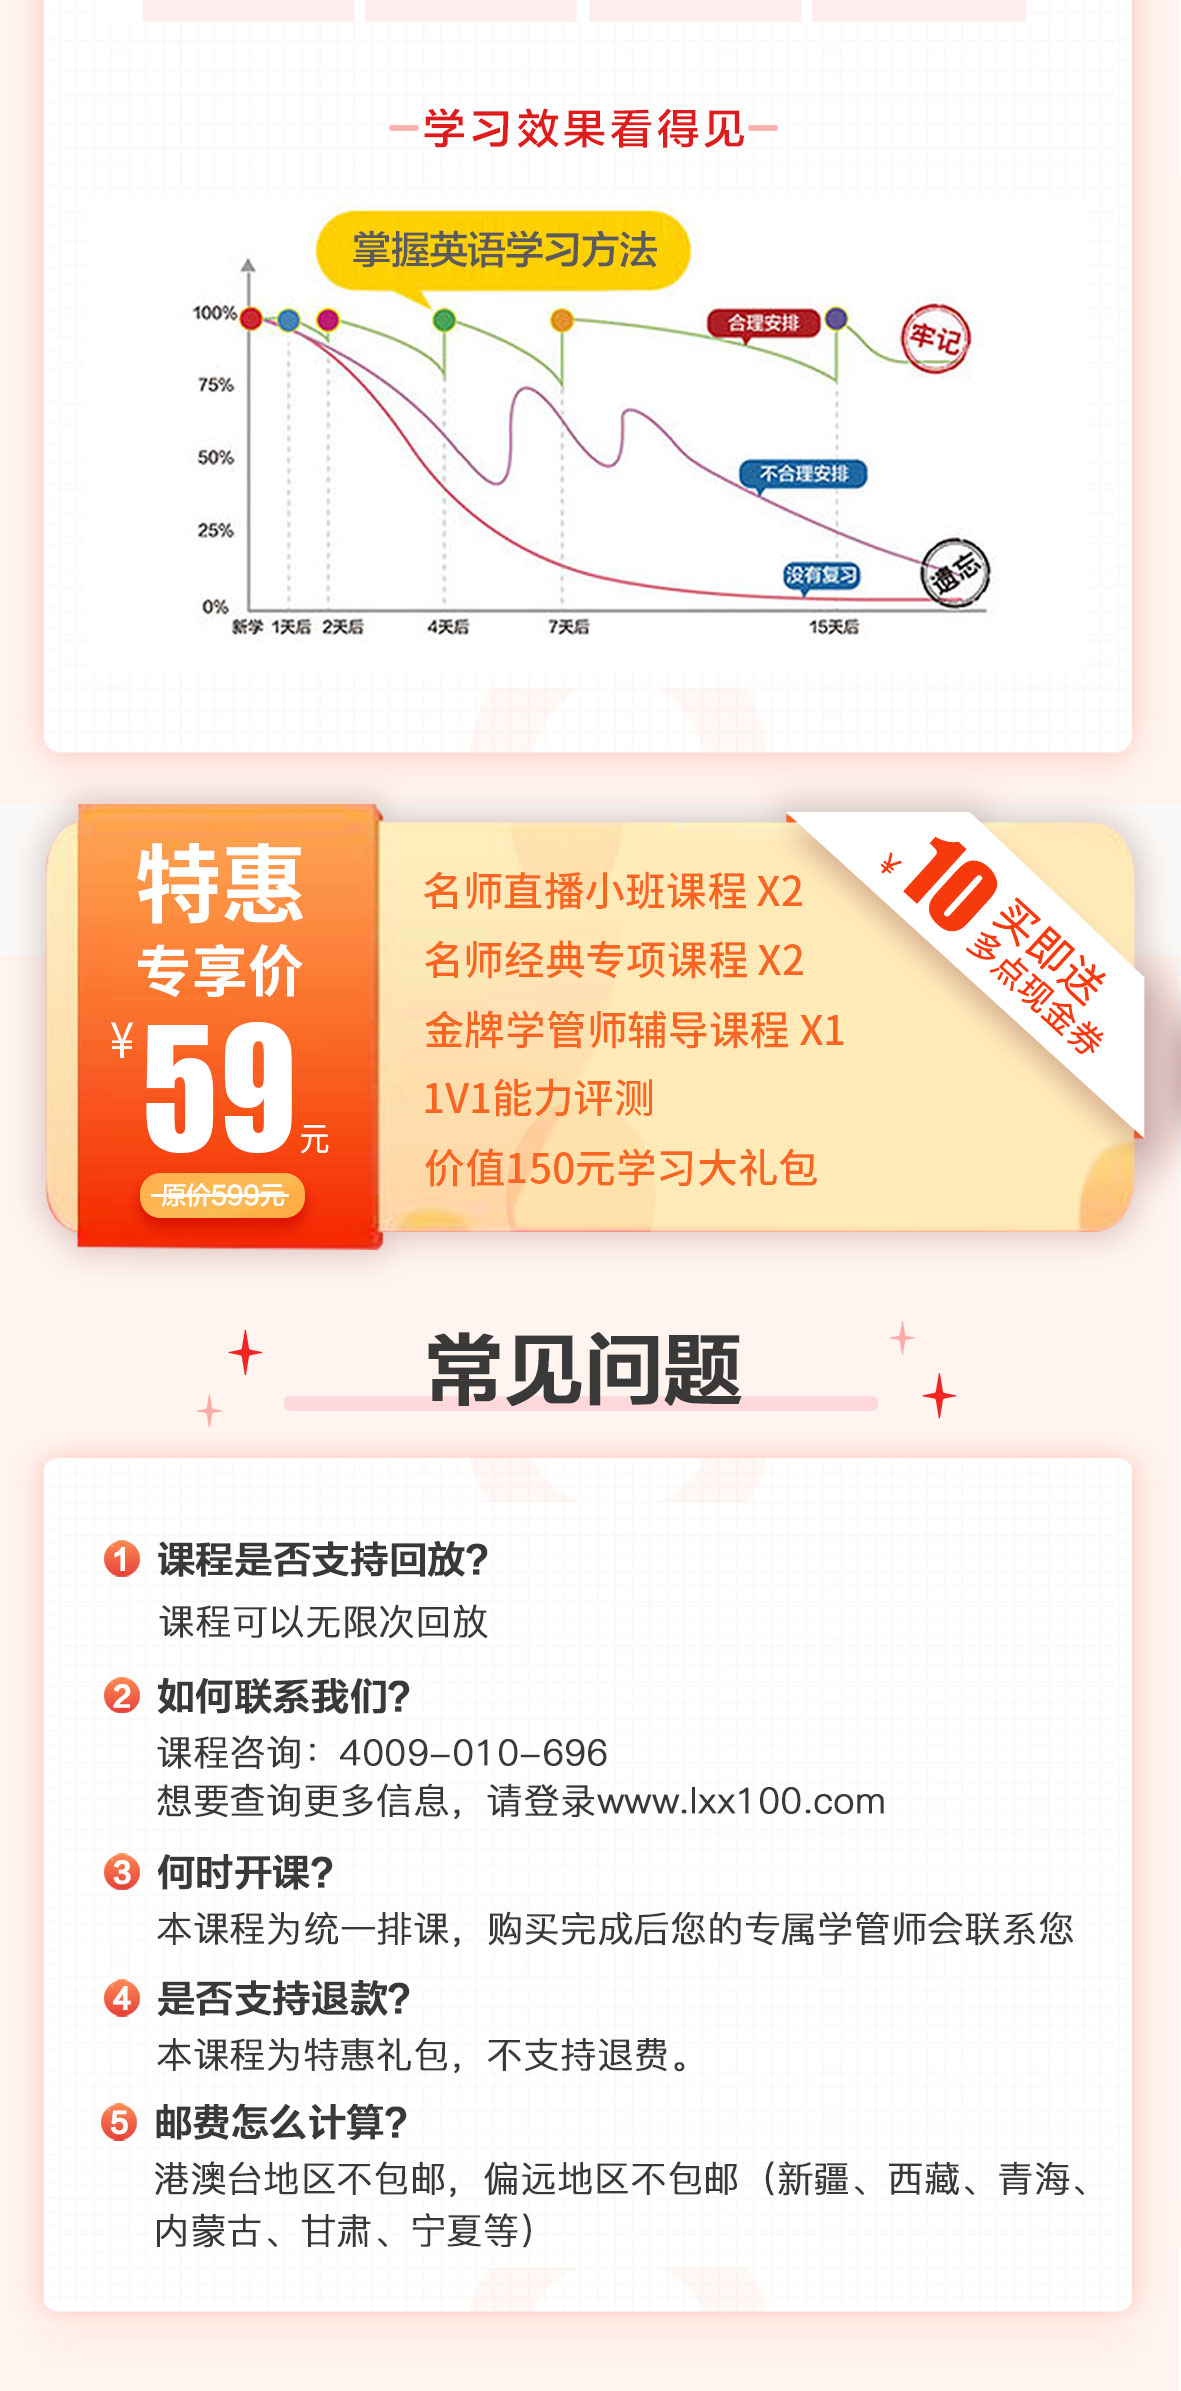 学习效果看得见
掌握英语学习方法
100%
合理安排
牢记
75%
50%
不合理安排
25%
没有复习
遗忘
0%
新学 1天后 2天后 4天后 7天后 15天后
特惠
专享价
¥59元
原价599元
名师直播小班课程 X2
名师经典专项课程 X2
金牌学管师辅导课程 X1
1V1能力评测
价值150元学习大礼包
¥10 买即送
多点现金券
常见问题
1 课程是否支持回放?
课程可以无限次回放
2 如何联系我们?
课程咨询：4009-010-696
想要查询更多信息，请登录www.lxx100.com
3 何时开课?
本课程为统一排课，购买完成后您的专属学管师会联系您
4 是否支持退款?
本课程为特惠礼包，不支持退费。
5 邮费怎么计算?
港澳台地区不包邮，偏远地区不包邮（新疆、西藏、青海、
内蒙古、甘肃、宁夏等）